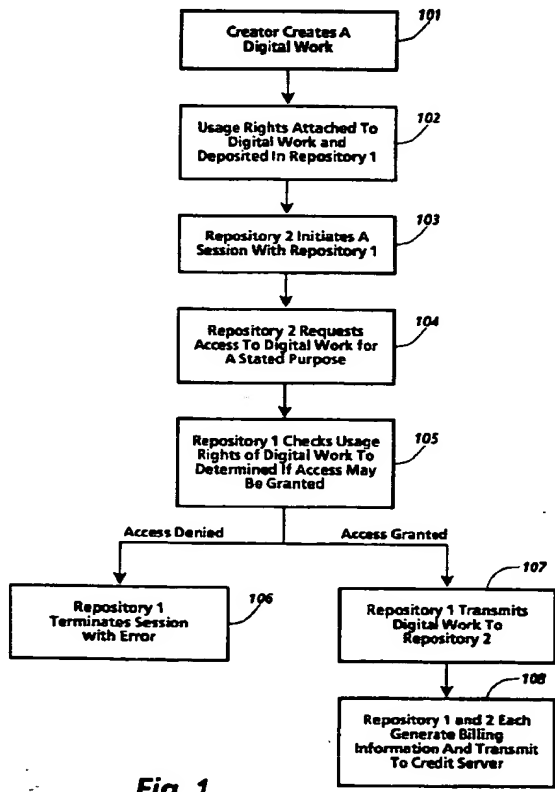 101
Creator Creates A
Digital Work
102
Usage Rights Attached To
Digital Work and
Deposited In Repository 1
103
Repository 2 Initiates A
Session With Repository 1
104
Repository 2 Requests
Access To Digital Work for
A Stated Purpose
105
Repository 1 Checks Usage
Rights of Digital Work To
Determined If Access May
Be Granted
Access Denied
Access Granted
106
Repository 1
Terminates Session
with Error
107
Repository 1 Transmits
Digital Work To
Repository 2
108
Repository 1 and 2 Each
Generate Billing
Information And Transmit
To Credit Server
Fig. 1